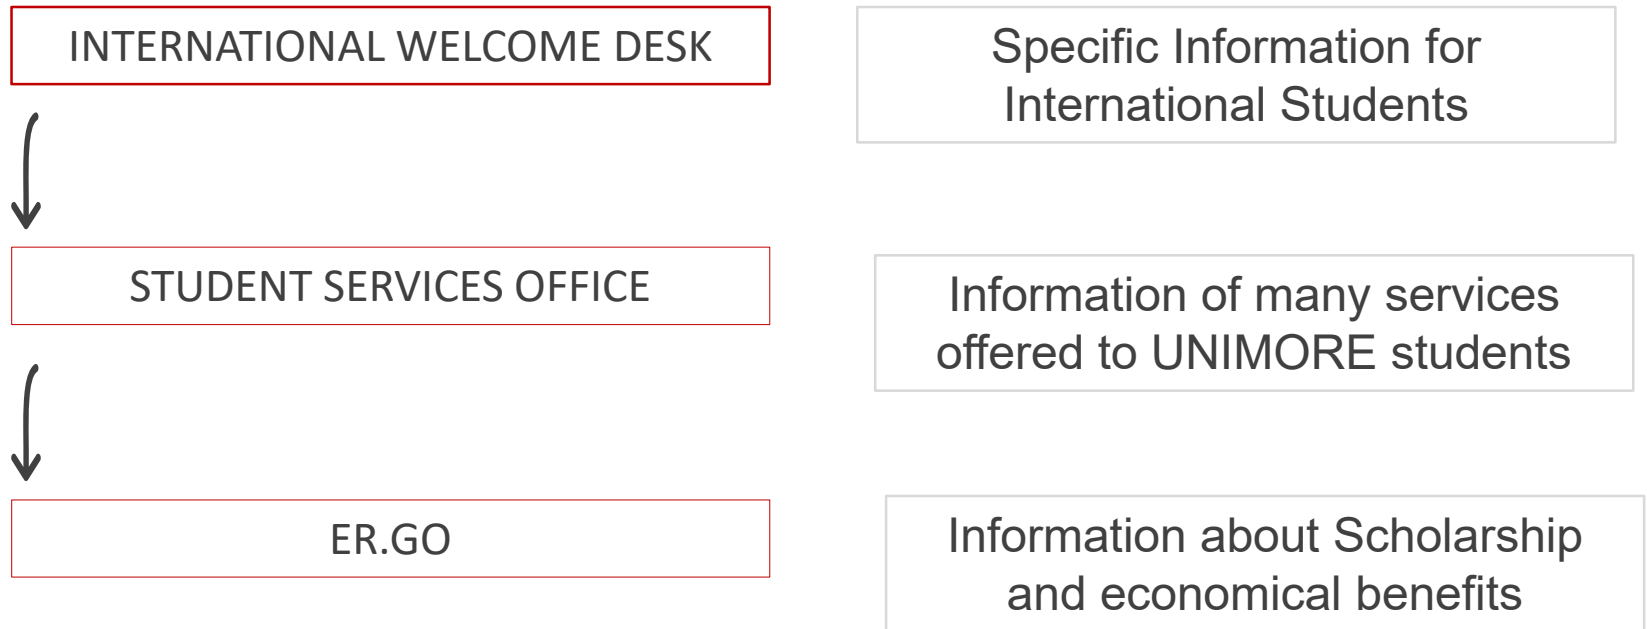 INTERNATIONAL WELCOME DESK
Specific Information for
International Students
STUDENT SERVICES OFFICE
Information of many services
offered to UNIMORE students
ER.GO
Information about Scholarship
and economical benefits